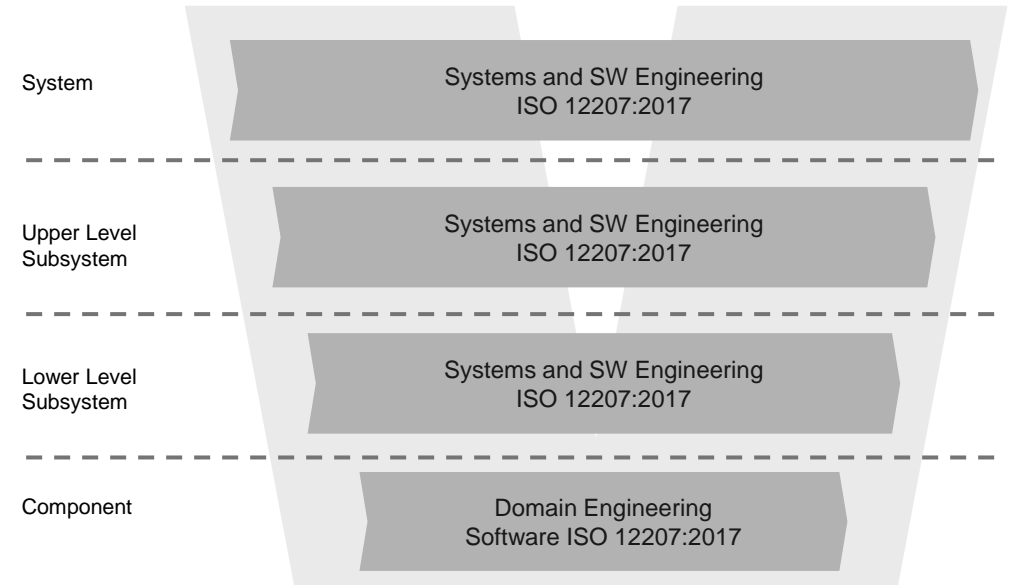 System
Systems and SW Engineering
ISO 12207:2017
Upper Level
Subsystem
Systems and SW Engineering
ISO 12207:2017
Lower Level
Subsystem
Systems and SW Engineering
ISO 12207:2017
Component
Domain Engineering
Software ISO 12207:2017